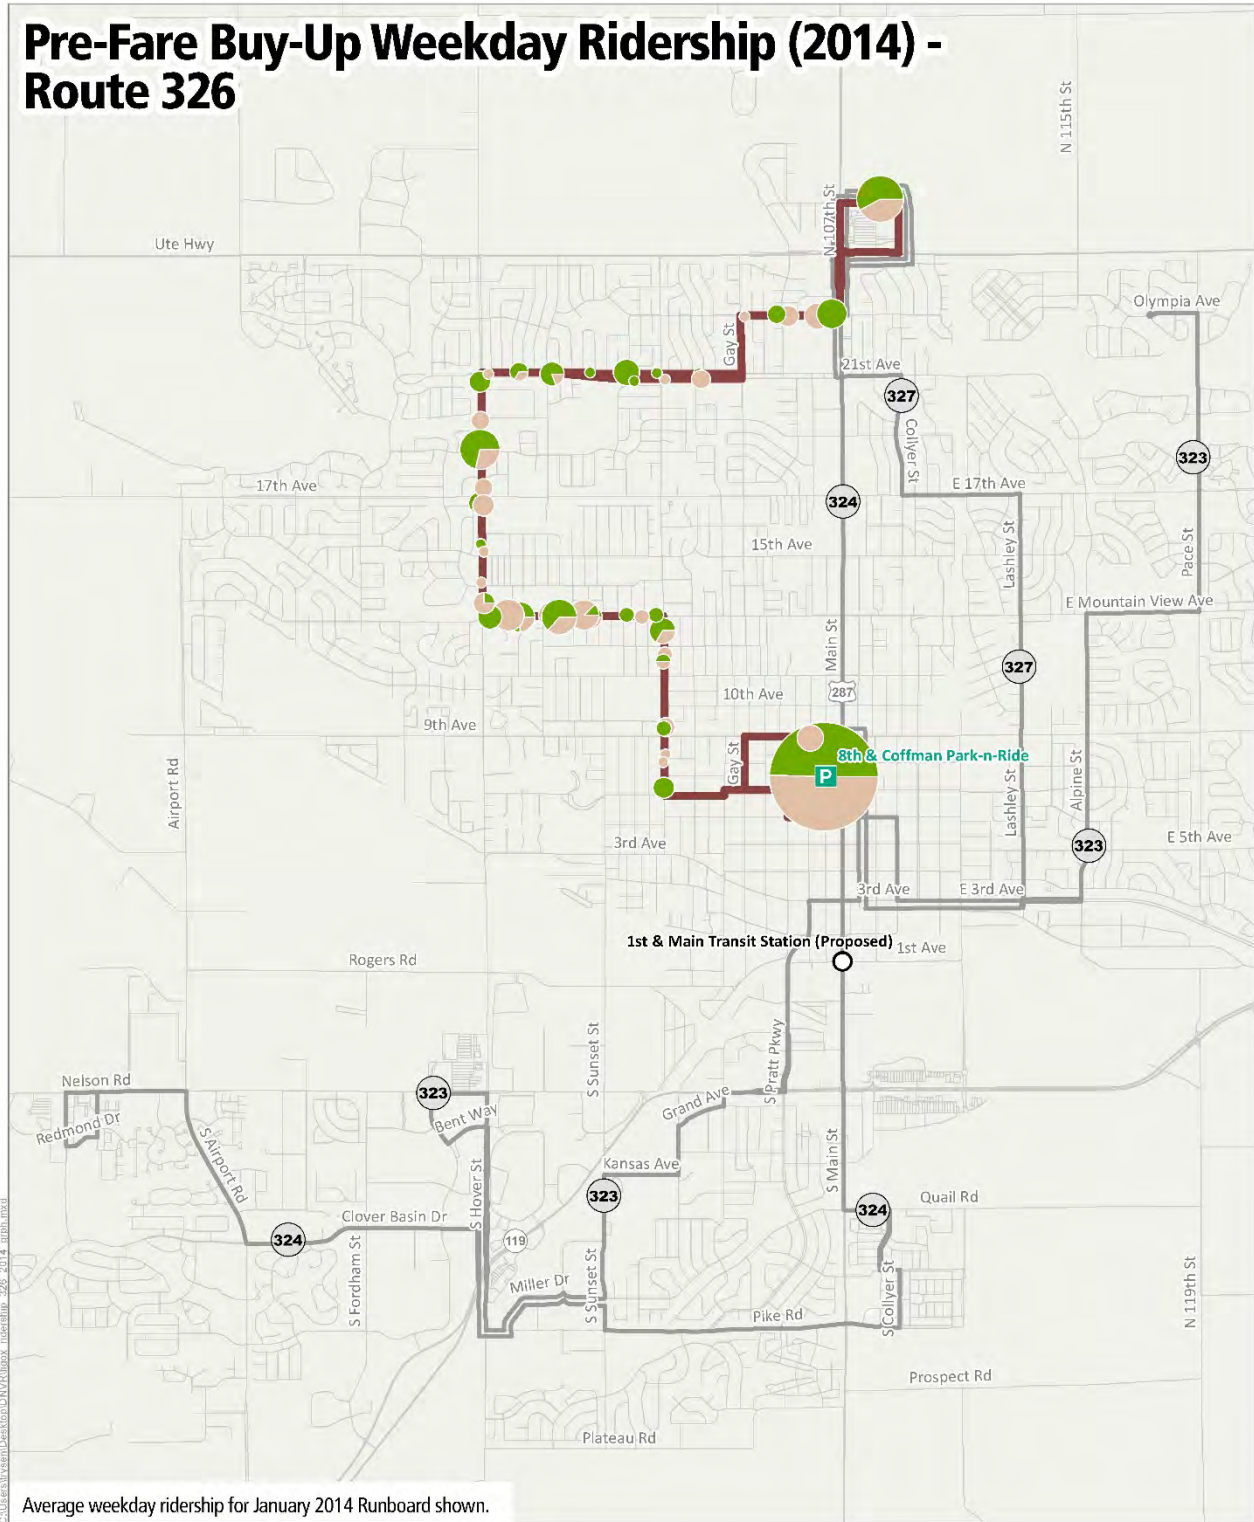 Pre-Fare Buy-Up Weekday Ridership (2014) -
Route 326
N 115th St
N 107th St
Ute Hwy
Olympia Ave
Gay St
21st Ave
327
Collyer St
323
17th Ave
E 17th Ave
324
15th Ave
Lashley St
Pace St
E Mountain View Ave
Main St
327
10th Ave
287
9th Ave
Gay St
8th & Coffman Park-n-Ride
P
Airport Rd
Lashley St
Alpine St
3rd Ave
323
E 5th Ave
3rd Ave
E 3rd Ave
1st & Main Transit Station (Proposed)
1st Ave
Rogers Rd
S Sunset St
S Pratt Pkwy
Nelson Rd
323
Redmond Dr
Bent Way
Grand Ave
S Airport Rd
Kansas Ave
S Main St
S Hover St
323
Quail Rd
324
Clover Basin Dr
324
119
S Fordham St
Miller Dr
S Sunset St
S Collyer St
N 119th St
Pike Rd
Prospect Rd
Plateau Rd
Average weekday ridership for January 2014 Runboard shown.